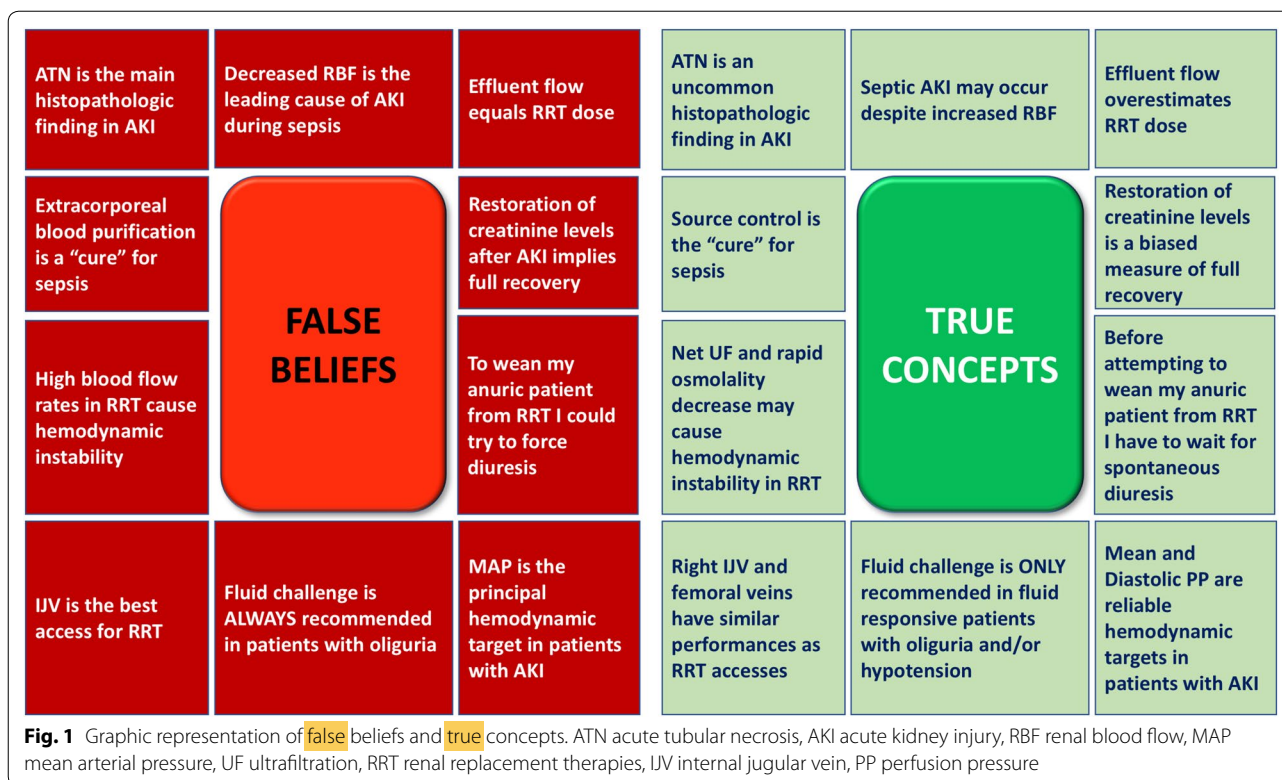 ATN is the main
histopathologic
finding in AKI
Decreased RBF is the
leading cause of AKI
during sepsis
Effluent flow
equals RRT dose
Extracorporeal
blood purification
is a “cure” for
sepsis
Restoration of
creatinine levels
after AKI implies
full recovery
FALSE
BELIEFS
High blood flow
rates in RRT cause
hemodynamic
instability
To wean my
anuric patient
from RRT I could
try to force
diuresis
IJV is the best
access for RRT
Fluid challenge is
ALWAYS recommended
in patients with oliguria
MAP is the
principal
hemodynamic
target in patients
with AKI
ATN is an
uncommon
histopathologic
finding in AKI
Septic AKI may occur
despite increased RBF
Effluent flow
overestimates
RRT dose
Source control is
the “cure” for
sepsis
Restoration of
creatinine levels
is a biased
measure of full
recovery
TRUE
CONCEPTS
Net UF and rapid
osmolality
decrease may
cause
hemodynamic
instability in RRT
Before
attempting to
wean my anuric
patient from RRT
I have to wait for
spontaneous
diuresis
Right IJV and
femoral veins
have similar
performances as
RRT accesses
Fluid challenge is ONLY
recommended in fluid
responsive patients
with oliguria and/or
hypotension
Mean and
Diastolic PP are
reliable
hemodynamic
targets in
patients with AKI
Fig. 1 Graphic representation of false beliefs and true concepts. ATN acute tubular necrosis, AKI acute kidney injury, RBF renal blood flow, MAP
mean arterial pressure, UF ultrafiltration, RRT renal replacement therapies, IJV internal jugular vein, PP perfusion pressure